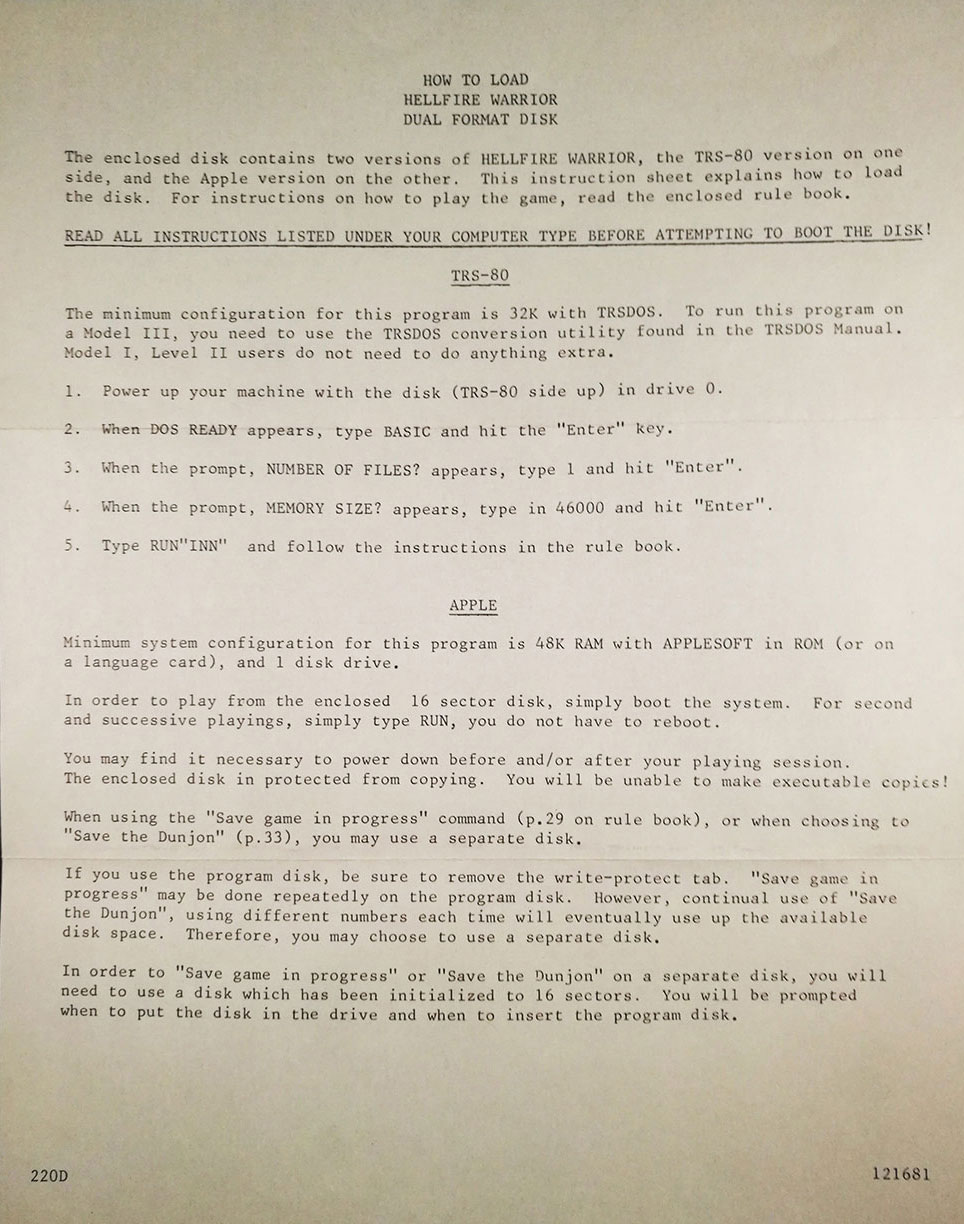 HOW TO LOAD
HELLFIRE WARRIOR
DUAL FORMAT DISK
The enclosed disk contains two versions of HELLFIRE WARRIOR, the TRS-80 version on one
side, and the Apple version on the other.  This instruction sheet explains how to load
the disk.  For instructions on how to play the game, read the enclosed rule book.
READ ALL INSTRUCTIONS LISTED UNDER YOUR COMPUTER TYPE BEFORE ATTEMPTING TO BOOT THE DISK!
TRS-80
The minimum configuration for this program is 32K with TRSDOS.  To run this program on
a Model III, you need to use the TRSDOS conversion utility found in the TRSDOS Manual.
Model I, Level II users do not need to do anything extra.
1.  Power up your machine with the disk (TRS-80 side up) in drive 0.
2.  When DOS READY appears, type BASIC and hit the "Enter" key.
3.  When the prompt, NUMBER OF FILES? appears, type 1 and hit "Enter".
4.  When the prompt, MEMORY SIZE? appears, type in 46000 and hit "Enter".
5.  Type RUN"INN"  and follow the instructions in the rule book.
APPLE
Minimum system configuration for this program is 48K RAM with APPLESOFT in ROM (or on
a language card), and 1 disk drive.
In order to play from the enclosed  16 sector disk, simply boot the system.  For second
and successive playings, simply type RUN, you do not have to reboot.
You may find it necessary to power down before and/or after your playing session.
The enclosed disk in protected from copying.  You will be unable to make executable copies!
When using the "Save game in progress" command (p.29 on rule book), or when choosing to
"Save the Dunjon" (p.33), you may use a separate disk.
If you use the program disk, be sure to remove the write-protect tab.  "Save game in
progress" may be done repeatedly on the program disk.  However, continual use of "Save
the Dunjon", using different numbers each time will eventually use up the available
disk space.  Therefore, you may choose to use a separate disk.
In order to "Save game in progress" or "Save the Dunjon" on a separate disk, you will
need to use a disk which has been initialized to 16 sectors.  You will be prompted
when to put the disk in the drive and when to insert the program disk.
220D
121681